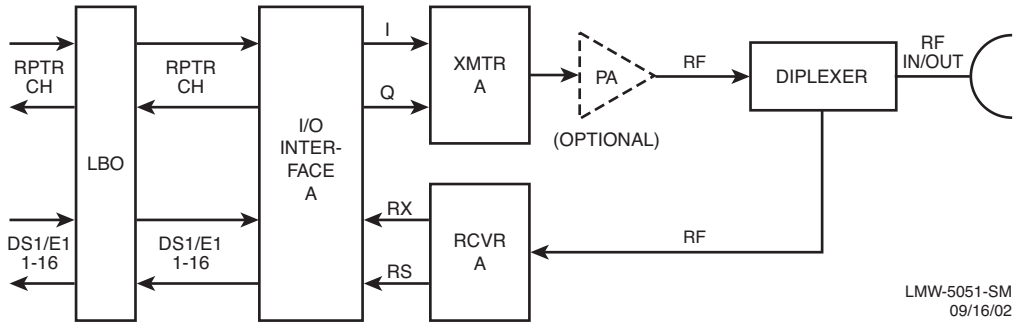 RPTR
CH
DS1/E1
1-16
LBO
RPTR
CH
DS1/E1
1-16
I/O
INTER-
FACE
A
I
Q
RX
RS
XMTR
A
RCVR
A
PA
(OPTIONAL)
RF
RF
DIPLEXER
RF
IN/OUT
LMW-5051-SM
09/16/02